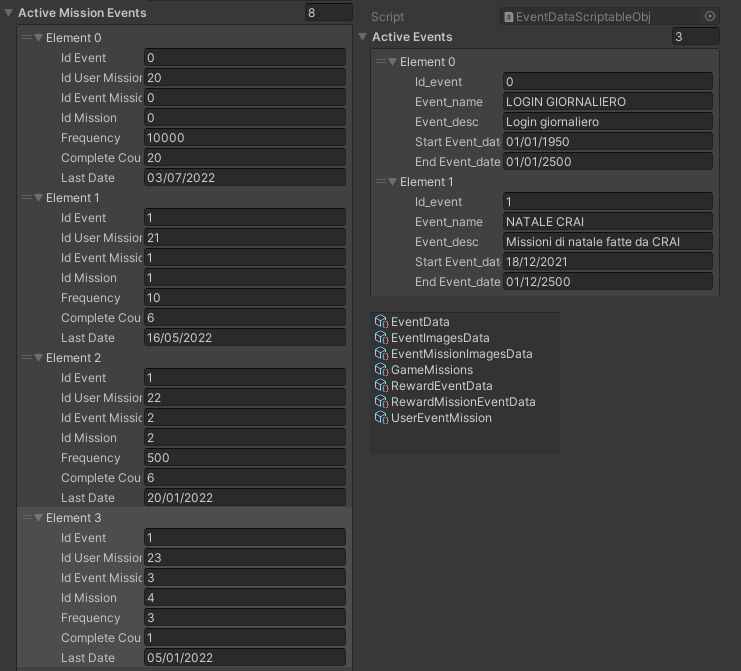 Active Mission Events 8
Element 0
Id Event 0
Id User Mission 20
Id Event Missic 0
Id Mission 0
Frequency 10000
Complete Cou 20
Last Date 03/07/2022
Element 1
Id Event 1
Id User Mission 21
Id Event Missic 1
Id Mission 1
Frequency 10
Complete Cou 6
Last Date 16/05/2022
Element 2
Id Event 1
Id User Mission 22
Id Event Missic 2
Id Mission 2
Frequency 500
Complete Cou 6
Last Date 20/01/2022
Element 3
Id Event 1
Id User Mission 23
Id Event Missic 3
Id Mission 4
Frequency 3
Complete Cou 1
Last Date 05/01/2022
Script EventDataScriptableObj
Active Events 3
Element 0
Id_event 0
Event_name LOGIN GIORNALIERO
Event_desc Login giornaliero
Start Event_dat 01/01/1950
End Event_date 01/01/2500
Element 1
Id_event 1
Event_name NATALE CRAI
Event_desc Missioni di natale fatte da CRAI
Start Event_dat 18/12/2021
End Event_date 01/12/2500
EventData
EventImagesData
EventMissionImagesData
GameMissions
RewardEventData
RewardMissionEventData
UserEventMission